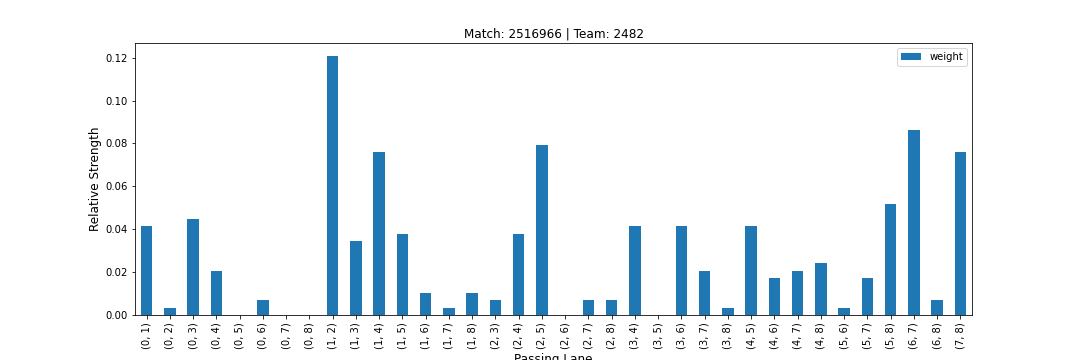 Match: 2516966 | Team: 2482
weight
0.12
0.10
0.08
0.06
0.04
0.02
0.00
Relative Strength
(0, 1) (0, 2) (0, 3) (0, 4) (0, 5) (0, 6) (0, 7) (0, 8) (1, 2) (1, 3) (1, 4) (1, 5) (1, 6) (1, 7) (1, 8) (2, 3) (2, 4) (2, 5) (2, 6) (2, 7) (2, 8) (3, 4) (3, 5) (3, 6) (3, 7) (3, 8) (4, 5) (4, 6) (4, 7) (4, 8) (5, 6) (5, 7) (5, 8) (6, 7) (6, 8) (7, 8)
Passing Lane